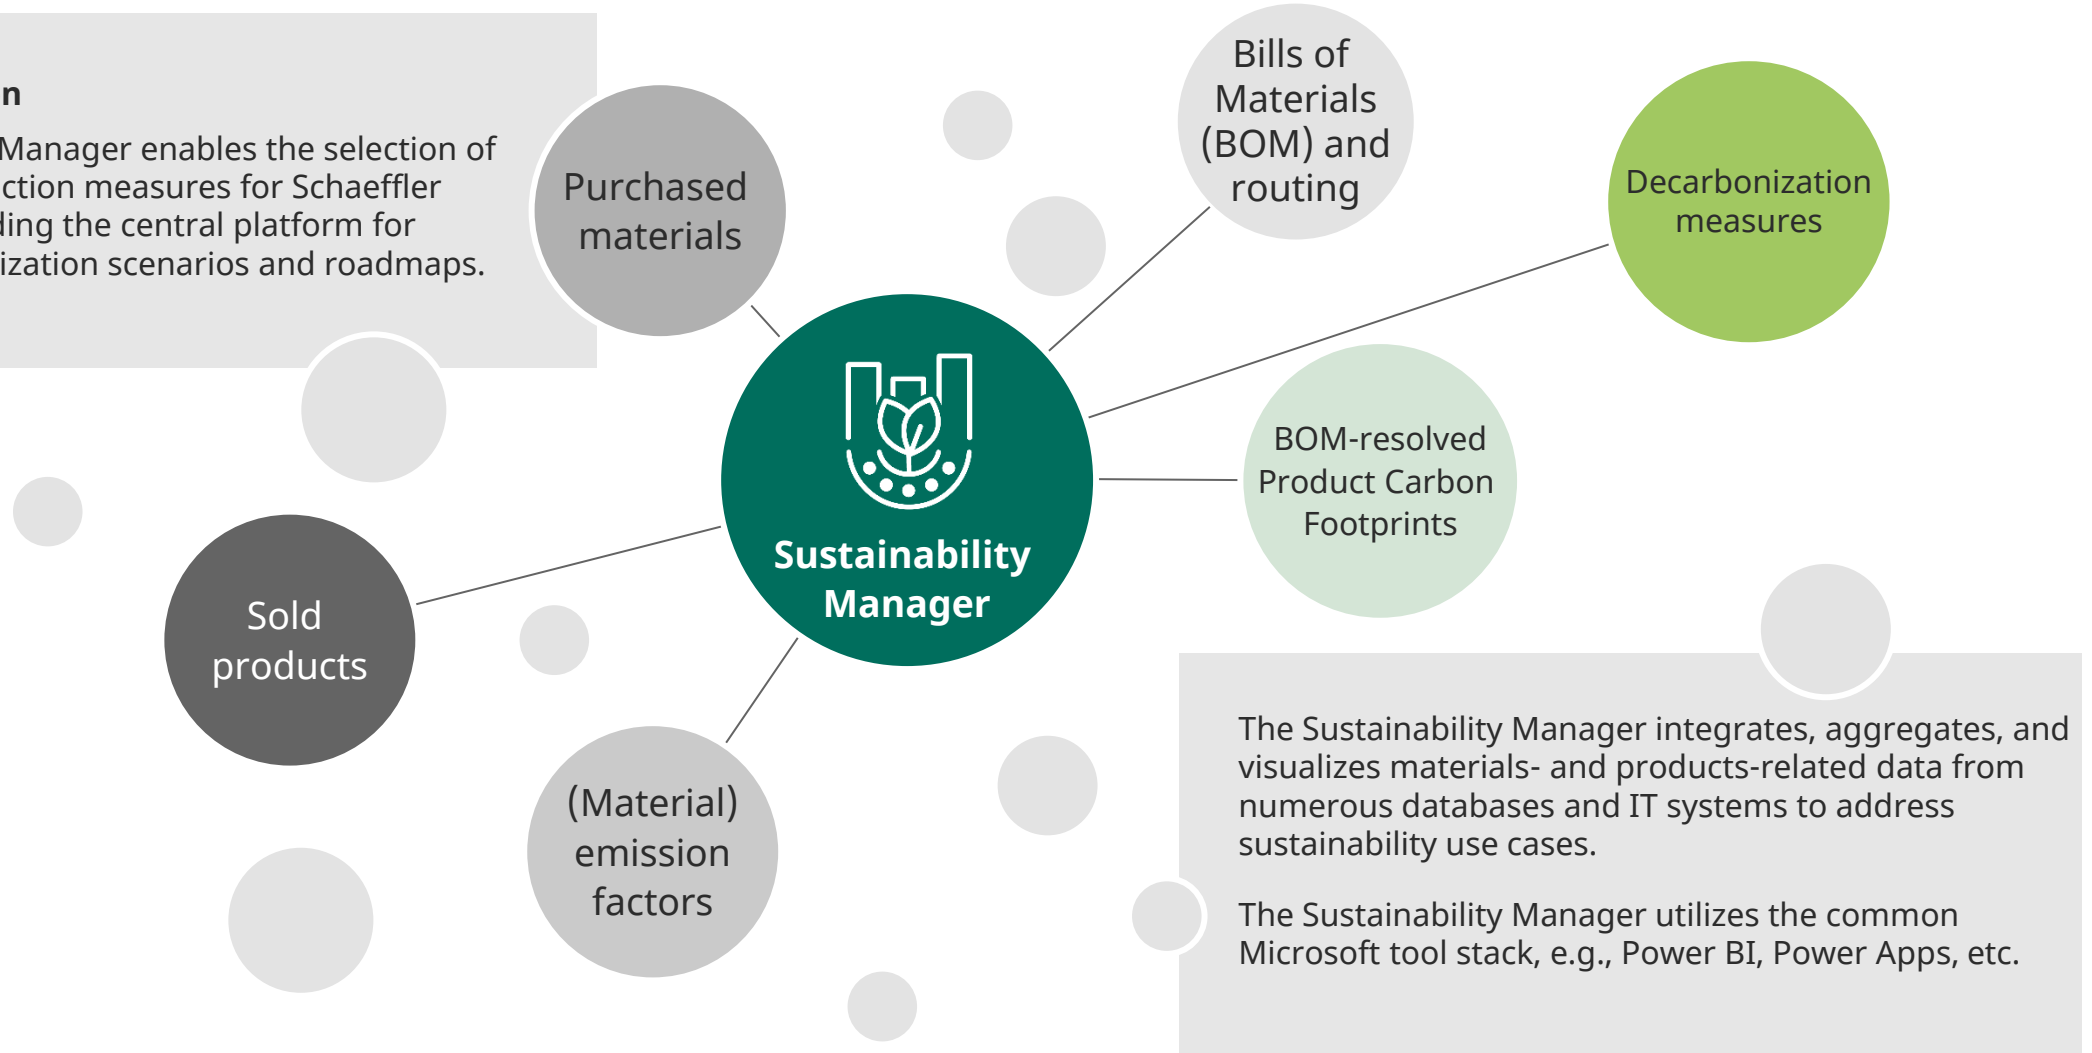 n
Manager enables the selection of
ction measures for Schaeffler
ding the central platform for
ization scenarios and roadmaps.
Purchased
materials
Bills of
Materials
(BOM) and
routing
Decarbonization
measures
BOM-resolved
Product Carbon
Footprints
Sustainability
Manager
Sold
products
(Material)
emission
factors
The Sustainability Manager integrates, aggregates, and
visualizes materials- and products-related data from
numerous databases and IT systems to address
sustainability use cases.
The Sustainability Manager utilizes the common
Microsoft tool stack, e.g., Power BI, Power Apps, etc.